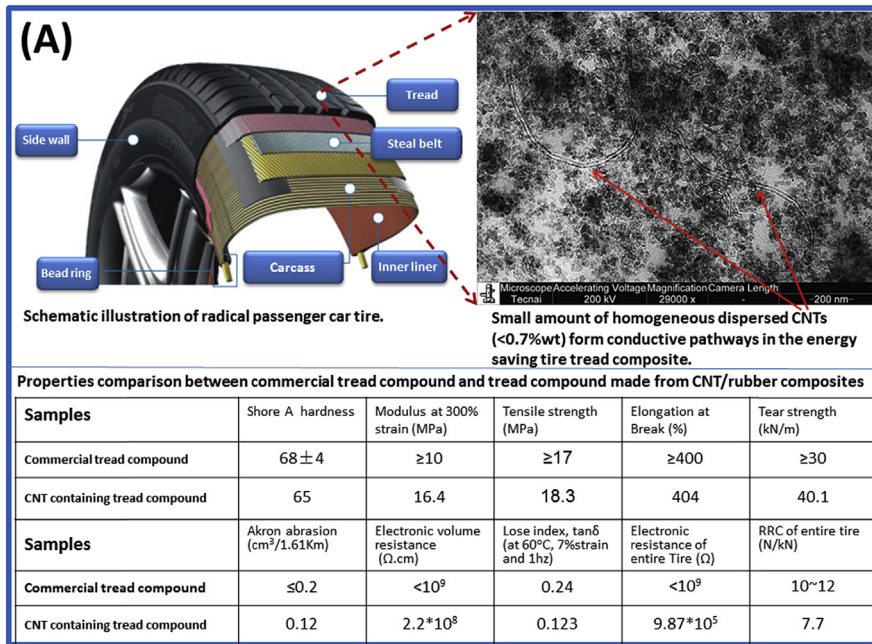 (A)
Tread
Side wall
Steal belt
Bead ring
Carcass
Inner liner
Schematic illustration of radical passenger car tire.
Microscope Accelerating Voltage Magnification Camera Length
Tecnai 200 kV 29000 x - 200 nm
Small amount of homogeneous dispersed CNTs
(<0.7%wt) form conductive pathways in the energy
saving tire tread composite.
Properties comparison between commercial tread compound and tread compound made from CNT/rubber composites
Samples Shore A hardness Modulus at 300% strain (MPa) Tensile strength (MPa) Elongation at Break (%) Tear strength (kN/m)
Commercial tread compound 68±4 ≥10 ≥17 ≥400 ≥30
CNT containing tread compound 65 16.4 18.3 404 40.1
Samples Akron abrasion (cm³/1.61Km) Electronic volume resistance (Ω.cm) Lose index, tanδ (at 60°C, 7%strain and 1hz) Electronic resistance of entire Tire (Ω) RRC of entire tire (N/kN)
Commercial tread compound ≤0.2 <10⁹ 0.24 <10⁹ 10~12
CNT containing tread compound 0.12 2.2*10⁸ 0.123 9.87*10⁵ 7.7